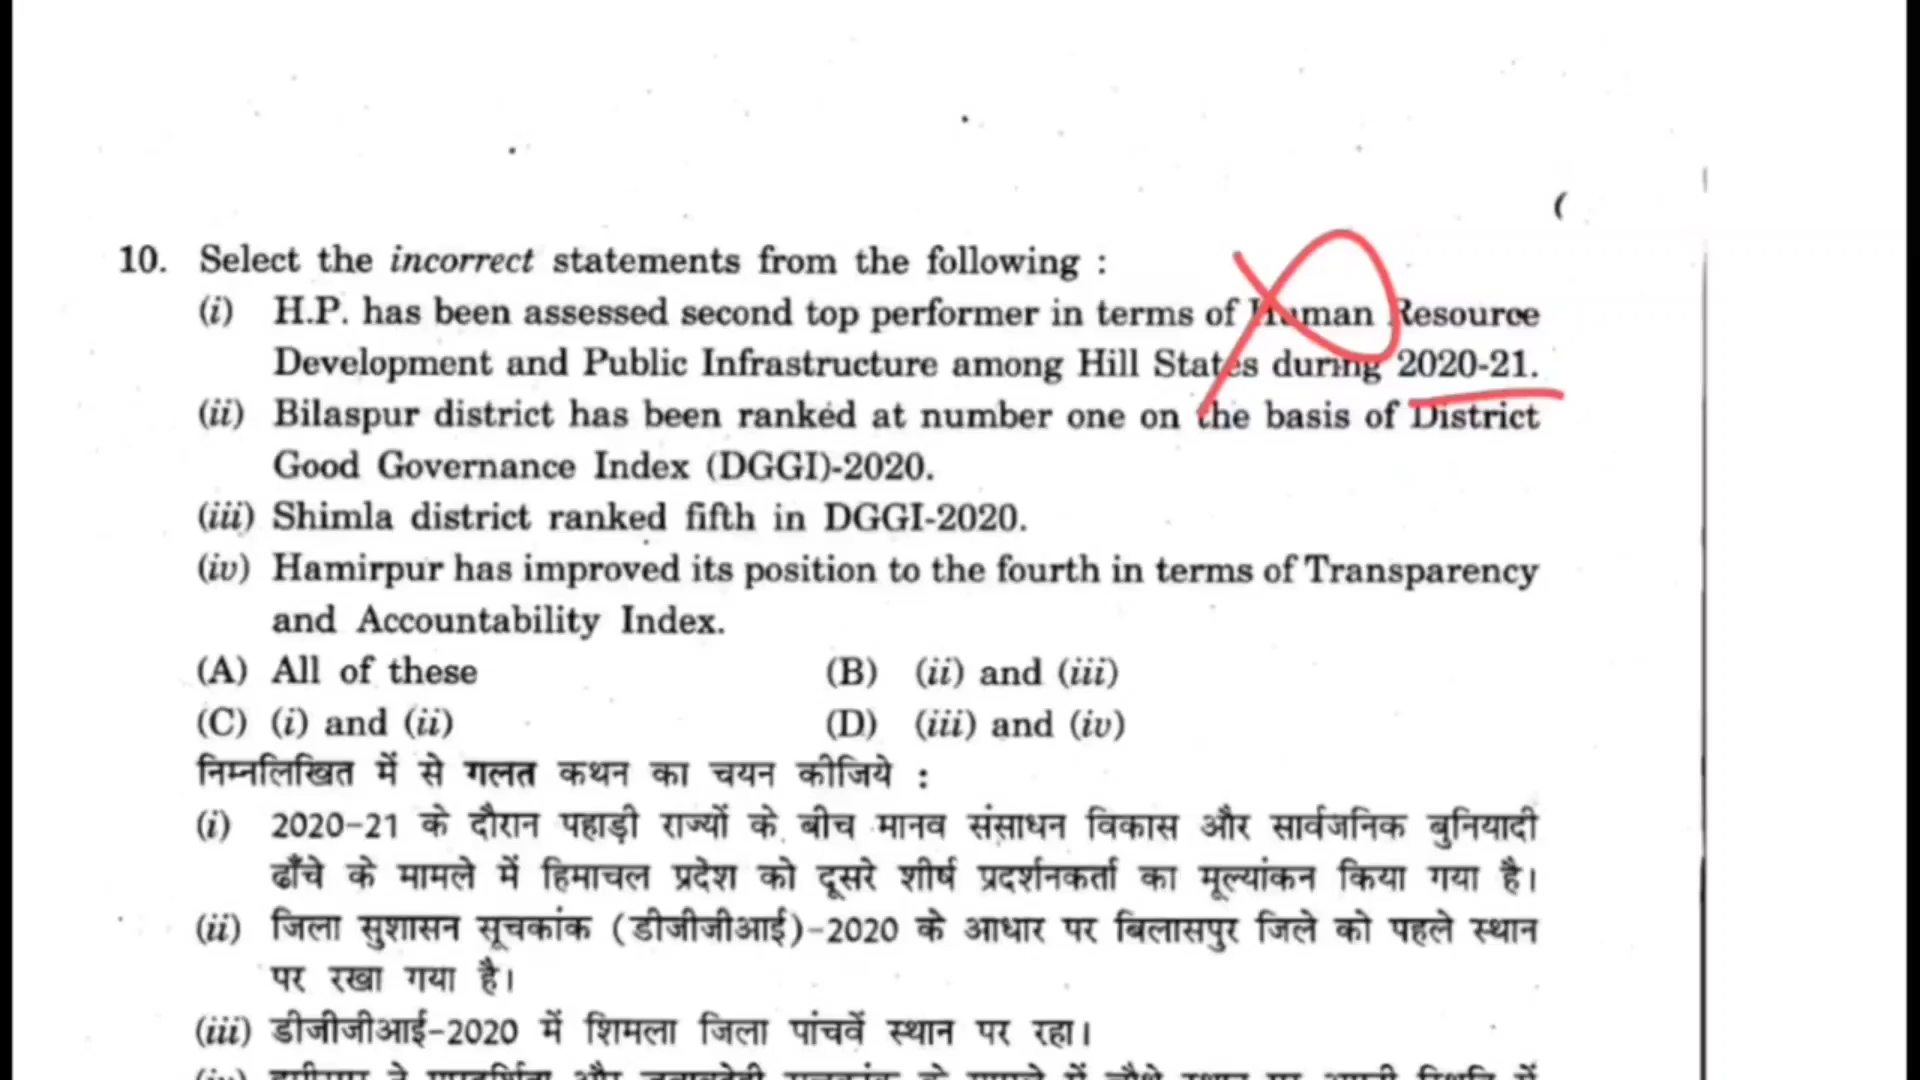 (
10. Select the incorrect statements from the following :
(i) H.P. has been assessed second top performer in terms of Human Resource
Development and Public Infrastructure among Hill States during 2020-21.
(ii) Bilaspur district has been ranked at number one on the basis of District
Good Governance Index (DGGI)-2020.
(iii) Shimla district ranked fifth in DGGI-2020.
(iv) Hamirpur has improved its position to the fourth in terms of Transparency
and Accountability Index.
(A) All of these (B) (ii) and (iii)
(C) (i) and (ii) (D) (iii) and (iv)
निम्नलिखित में से गलत कथन का चयन कीजिये :
(i) 2020-21 के दौरान पहाड़ी राज्यों के बीच मानव संसाधन विकास और सार्वजनिक बुनियादी
ढाँचे के मामले में हिमाचल प्रदेश को दूसरे शीर्ष प्रदर्शनकर्ता का मूल्यांकन किया गया है।
(ii) जिला सुशासन सूचकांक (डीजीजीआई)-2020 के आधार पर बिलासपुर जिले को पहले स्थान
पर रखा गया है।
(iii) डीजीजीआई-2020 में शिमला जिला पांचवें स्थान पर रहा।